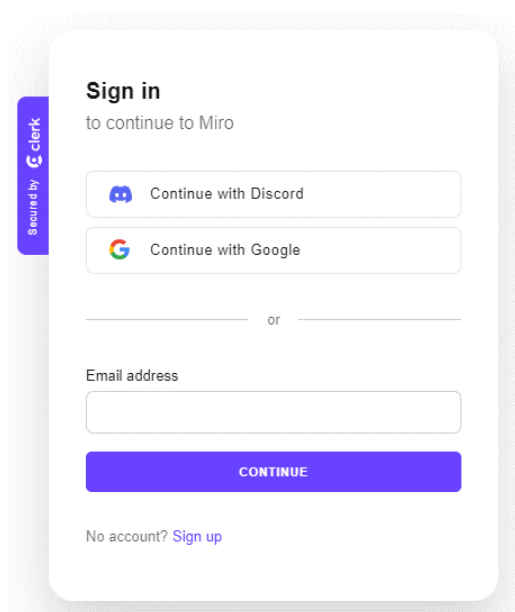 Sign in
to continue to Miro
Secured by clerk
Continue with Discord
Continue with Google
or
Email address
CONTINUE
No account? Sign up